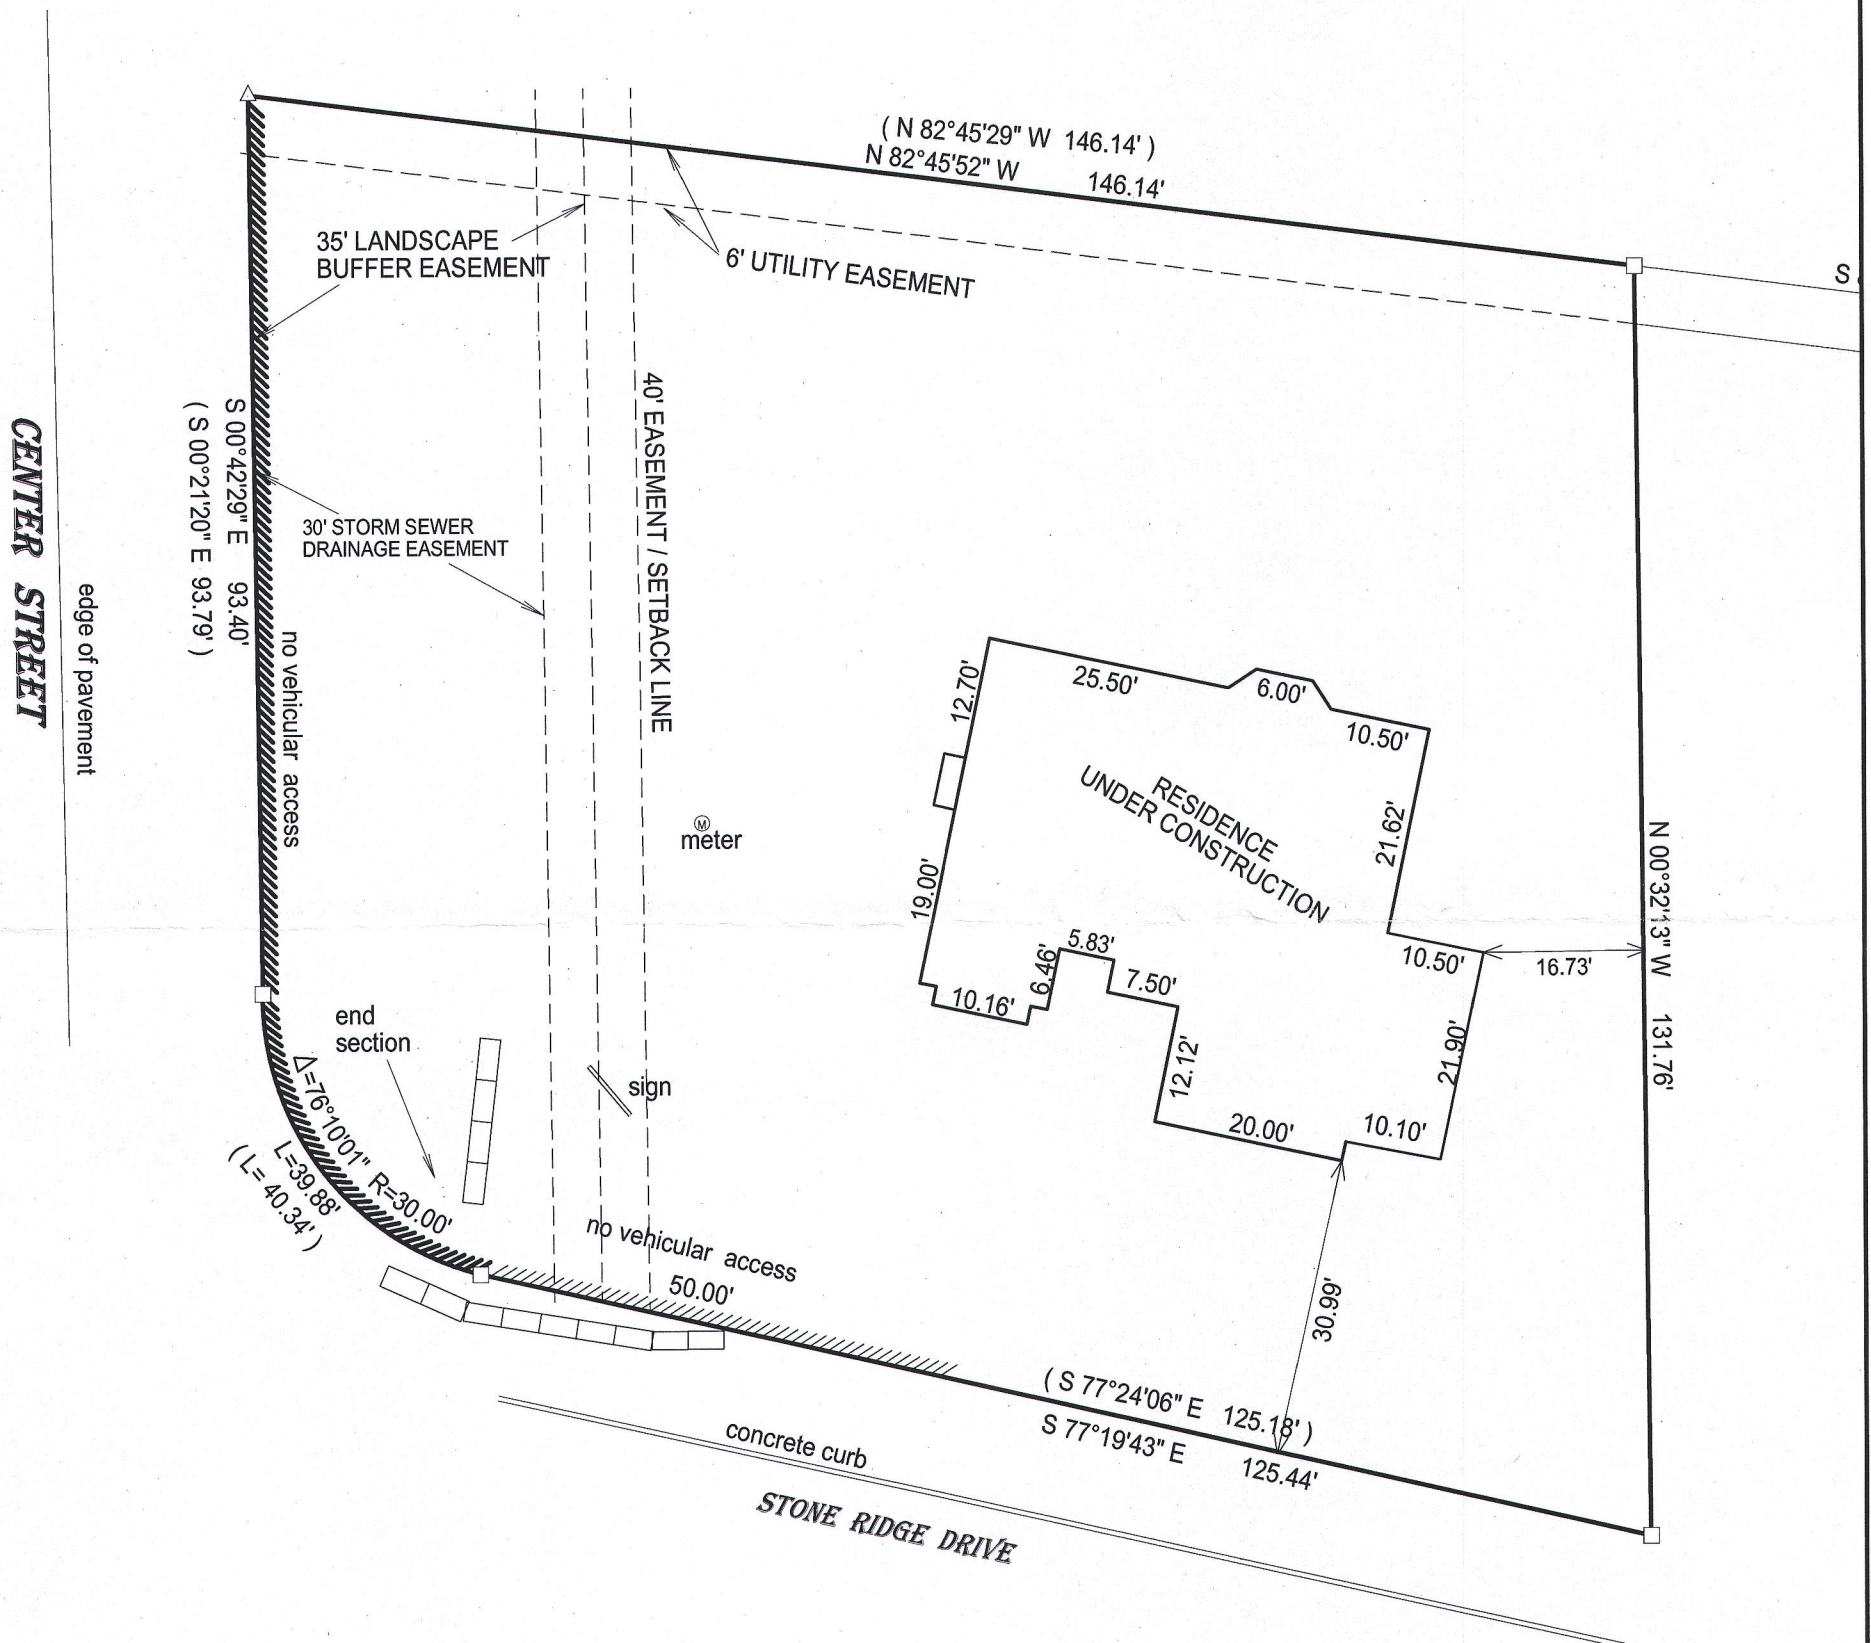 ( N 82°45'29" W 146.14' )
N 82°45'52" W 146.14'
S
35' LANDSCAPE
BUFFER EASEMENT
6' UTILITY EASEMENT
40' EASEMENT / SETBACK LINE
S 00°42'29" E 93.40'
( S 00°21'20" E 93.79' )
CENTER STREET
edge of pavement
30' STORM SEWER
DRAINAGE EASEMENT
no vehicular access
M
meter
12.70'
25.50'
6.00'
10.50'
RESIDENCE
UNDER CONSTRUCTION
21.62'
19.00'
10.16'
6.46'
5.83'
7.50'
10.50'
16.73'
N 00°32'13" W 131.76'
12.12'
21.90'
20.00'
10.10'
end
section
sign
Δ=76°10'01" R=30.00'
L=39.88'
( L= 40.34' )
no vehicular access
50.00'
30.99'
( S 77°24'06" E 125.18' )
S 77°19'43" E 125.44'
concrete curb
STONE RIDGE DRIVE